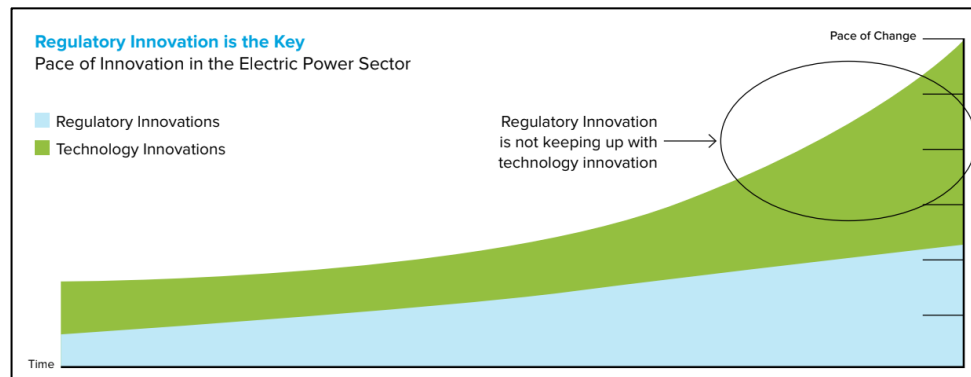 Regulatory Innovation is the Key
Pace of Innovation in the Electric Power Sector
Pace of Change
Regulatory Innovations
Technology Innovations
Regulatory Innovation
is not keeping up with
technology innovation
Time